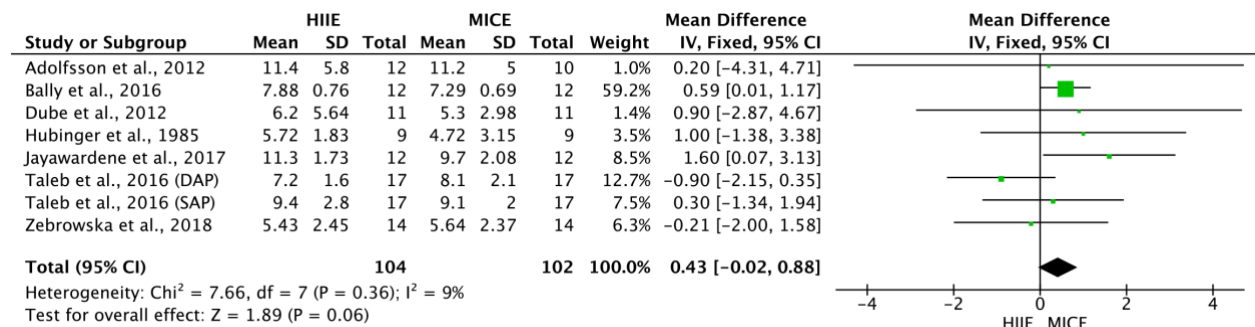 HIIE MICE Mean Difference Mean Difference
Study or Subgroup Mean SD Total Mean SD Total Weight IV, Fixed, 95% CI IV, Fixed, 95% CI
Adolfsson et al., 2012 11.4 5.8 12 11.2 5 10 1.0% 0.20 [-4.31, 4.71]
Bally et al., 2016 7.88 0.76 12 7.29 0.69 12 59.2% 0.59 [0.01, 1.17]
Dube et al., 2012 6.2 5.64 11 5.3 2.98 11 1.4% 0.90 [-2.87, 4.67]
Hubinger et al., 1985 5.72 1.83 9 4.72 3.15 9 3.5% 1.00 [-1.38, 3.38]
Jayawardene et al., 2017 11.3 1.73 12 9.7 2.08 12 8.5% 1.60 [0.07, 3.13]
Taleb et al., 2016 (DAP) 7.2 1.6 17 8.1 2.1 17 12.7% -0.90 [-2.15, 0.35]
Taleb et al., 2016 (SAP) 9.4 2.8 17 9.1 2 17 7.5% 0.30 [-1.34, 1.94]
Zebrowska et al., 2018 5.43 2.45 14 5.64 2.37 14 6.3% -0.21 [-2.00, 1.58]
Total (95% CI) 104 102 100.0% 0.43 [-0.02, 0.88]
Heterogeneity: Chi² = 7.66, df = 7 (P = 0.36); I² = 9%
Test for overall effect: Z = 1.89 (P = 0.06)
-4 -2 0 2 4
HIIE MICE